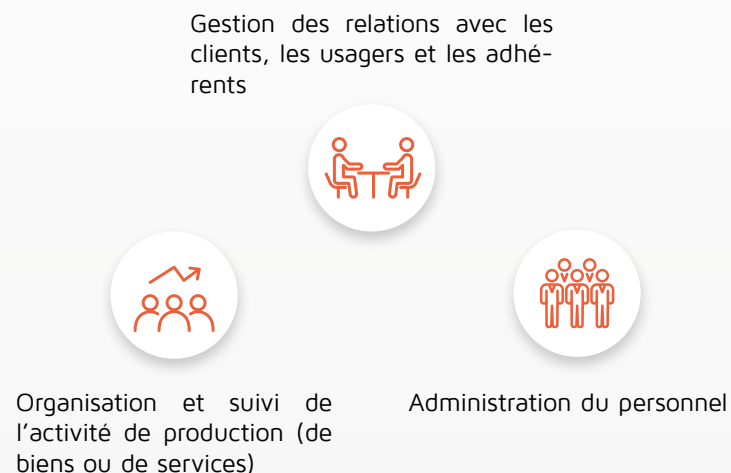 Gestion des relations avec les
clients, les usagers et les adhé-
rents
Organisation et suivi de
l’activité de production (de
biens ou de services)
Administration du personnel